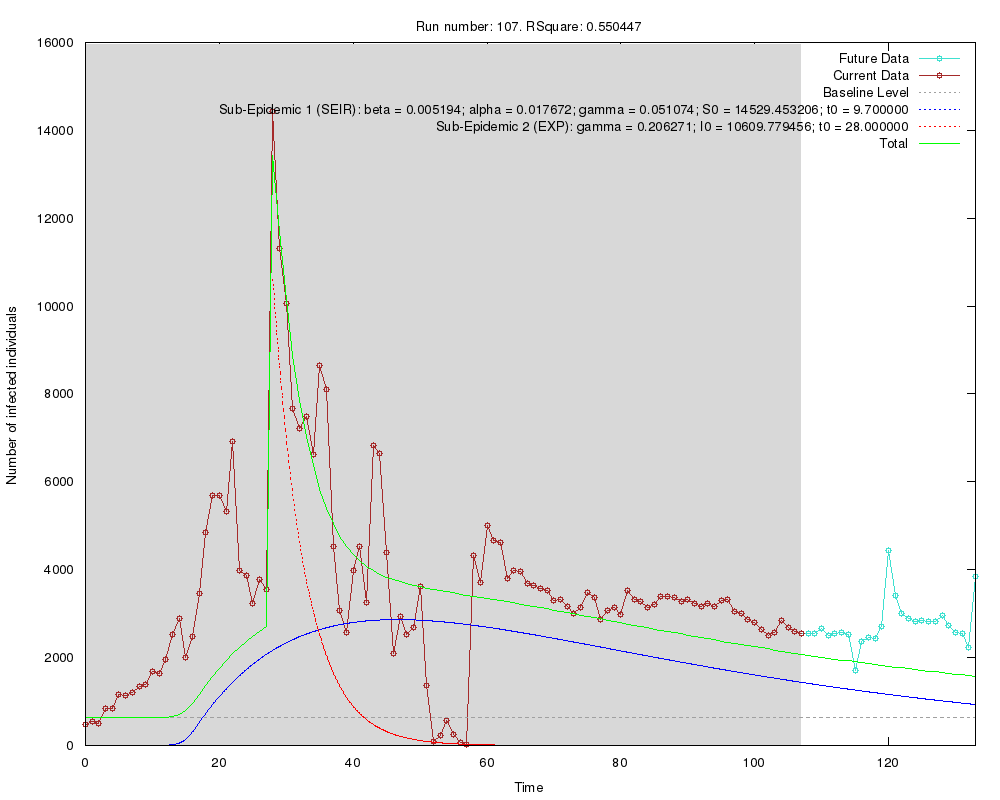 Run number: 107. RSquare: 0.550447
16000
14000
12000
10000
8000
6000
4000
2000
0
Number of infected individuals
Future Data
Current Data
Baseline Level
Sub-Epidemic 1 (SEIR): beta = 0.005194; alpha = 0.017672; gamma = 0.051074; S0 = 14529.453206; t0 = 9.700000
Sub-Epidemic 2 (EXP): gamma = 0.206271; I0 = 10609.779456; t0 = 28.000000
Total
0 20 40 60 80 100 120
Time